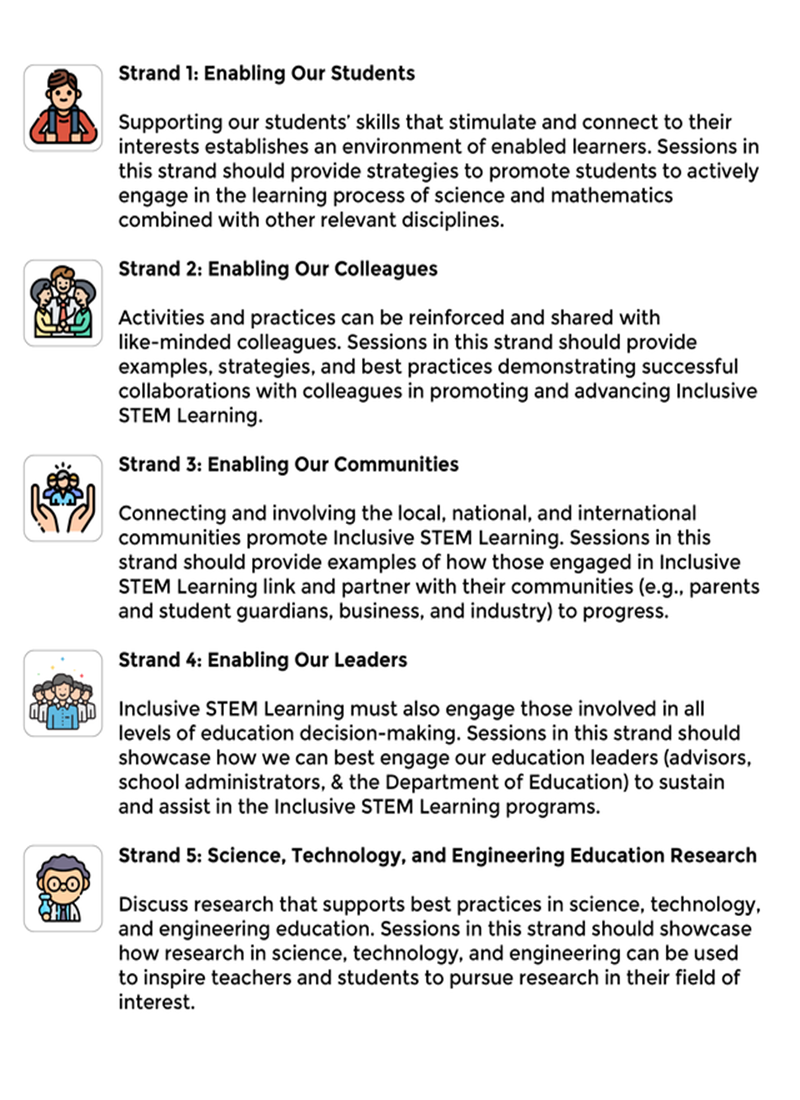 Strand 1: Enabling Our Students
Supporting our students’ skills that stimulate and connect to their
interests establishes an environment of enabled learners. Sessions in
this strand should provide strategies to promote students to actively
engage in the learning process of science and mathematics
combined with other relevant disciplines.
Strand 2: Enabling Our Colleagues
Activities and practices can be reinforced and shared with
like-minded colleagues. Sessions in this strand should provide
examples, strategies, and best practices demonstrating successful
collaborations with colleagues in promoting and advancing Inclusive
STEM Learning.
Strand 3: Enabling Our Communities
Connecting and involving the local, national, and international
communities promote Inclusive STEM Learning. Sessions in this
strand should provide examples of how those engaged in Inclusive
STEM Learning link and partner with their communities (e.g., parents
and student guardians, business, and industry) to progress.
Strand 4: Enabling Our Leaders
Inclusive STEM Learning must also engage those involved in all
levels of education decision-making. Sessions in this strand should
showcase how we can best engage our education leaders (advisors,
school administrators, & the Department of Education) to sustain
and assist in the Inclusive STEM Learning programs.
Strand 5: Science, Technology, and Engineering Education Research
Discuss research that supports best practices in science, technology,
and engineering education. Sessions in this strand should showcase
how research in science, technology, and engineering can be used
to inspire teachers and students to pursue research in their field of
interest.